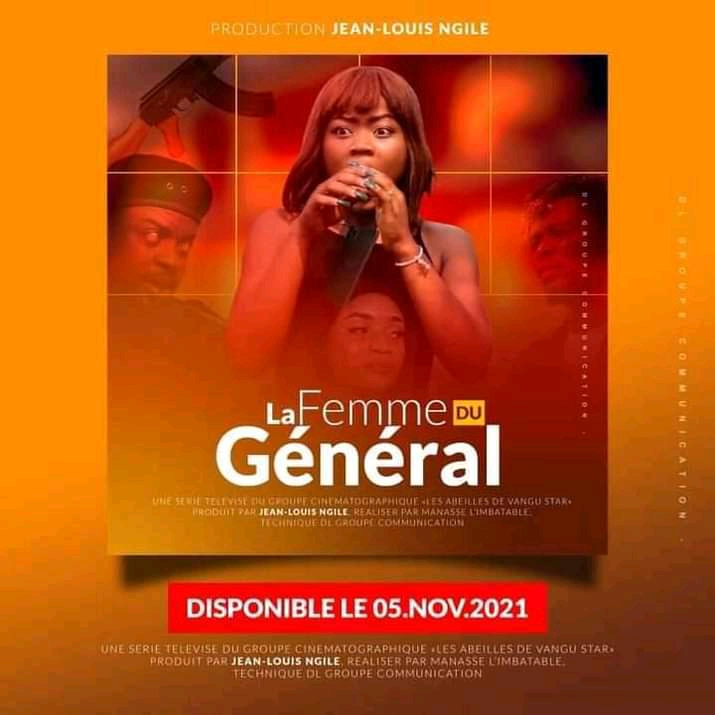 PRODUCTION JEAN-LOUIS NGILE
DL GROUPE COMMUNICATION .
La Femme DU
Général
UNE SERIE TELEVISE DU GROUPE CINEMATOGRAPHIQUE «LES ABEILLES DE VANGU STAR»
PRODUIT PAR JEAN-LOUIS NGILE, REALISER PAR MANASSE L'IMBATABLE,
TECHNIQUE DL GROUPE COMMUNICATION
DL GROUPE COMMUNICATION .
DISPONIBLE LE 05.NOV.2021
UNE SERIE TELEVISE DU GROUPE CINEMATOGRAPHIQUE «LES ABEILLES DE VANGU STAR»
PRODUIT PAR JEAN-LOUIS NGILE, REALISER PAR MANASSE L'IMBATABLE,
TECHNIQUE DL GROUPE COMMUNICATION